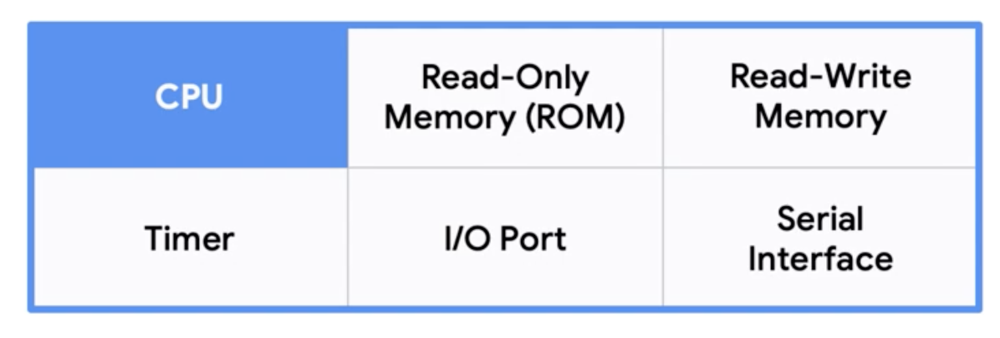 CPU
Read-Only
Memory (ROM)
Read-Write
Memory
Timer
I/O Port
Serial
Interface